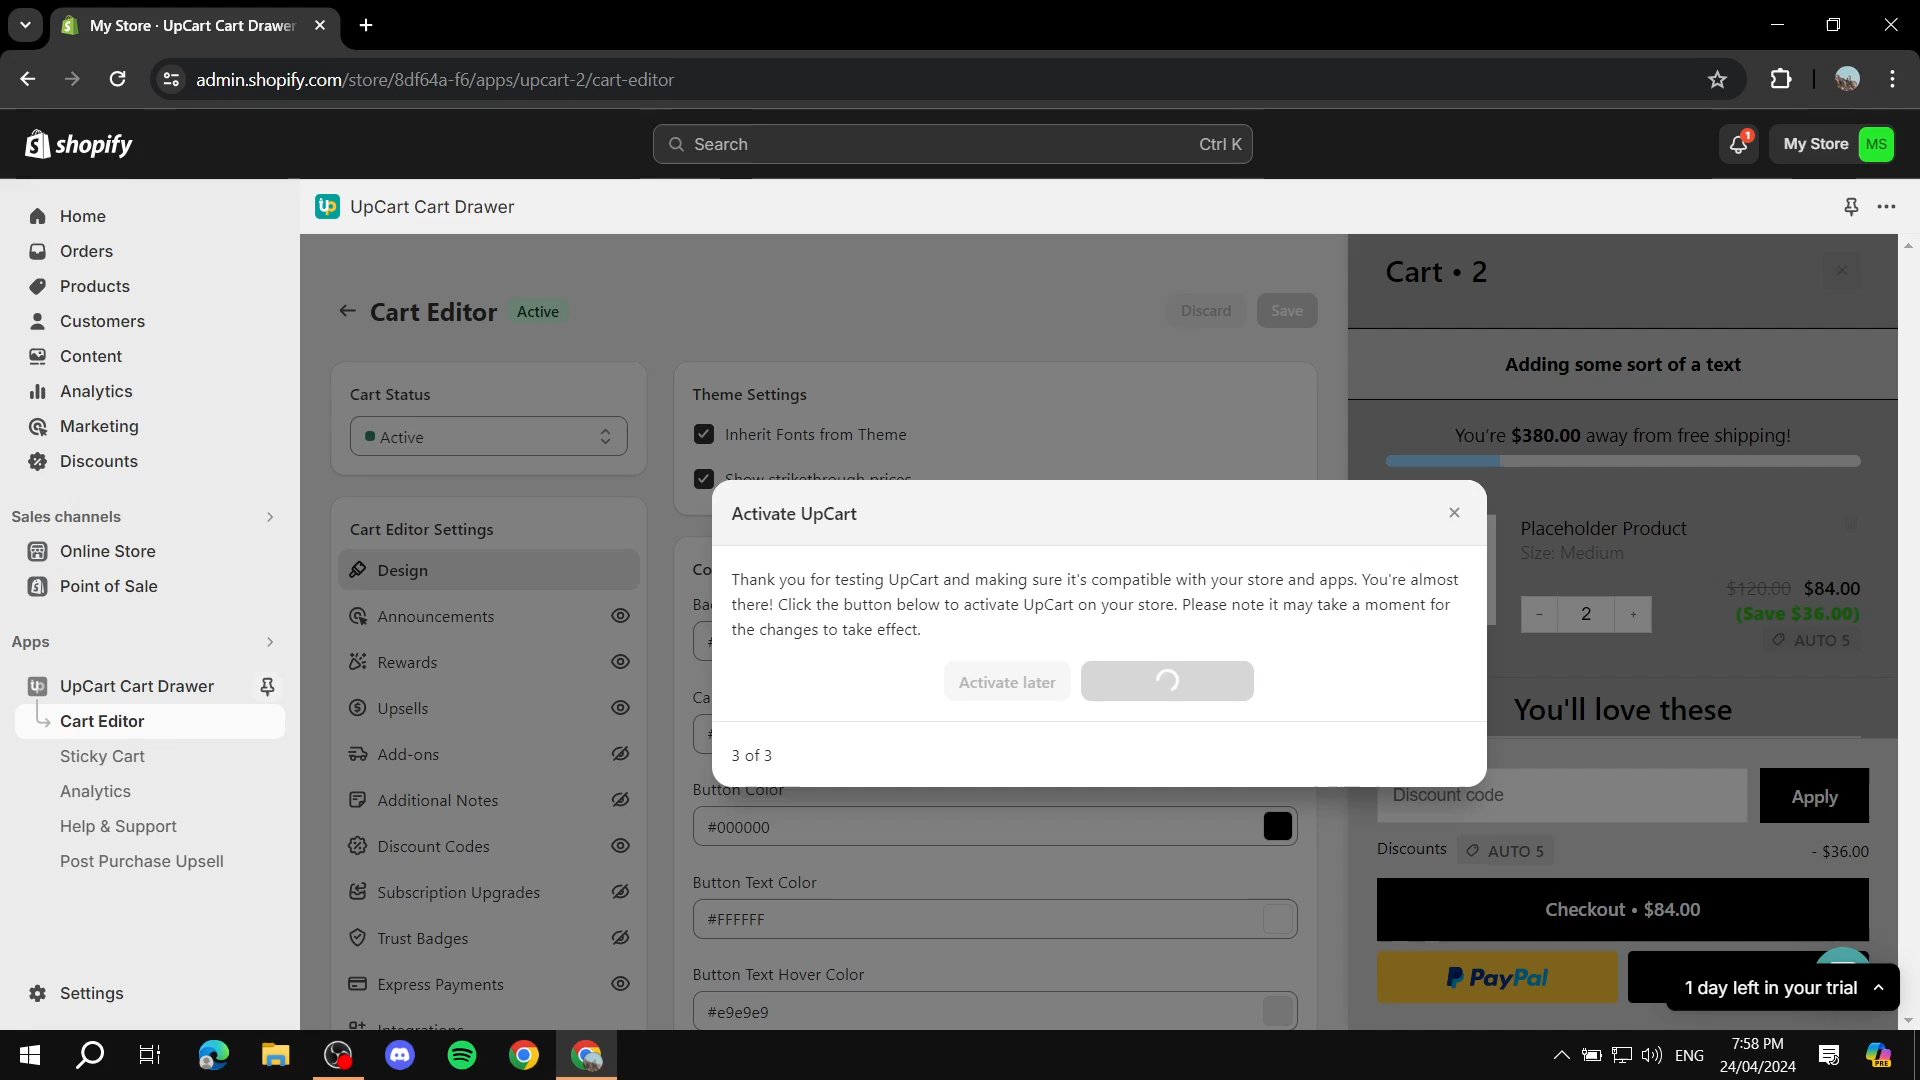 My Store · UpCart Cart Drawer
admin.shopify.com/store/8df64a-f6/apps/upcart-2/cart-editor
shopify
Search
Ctrl K
1
My Store
MS
Home
Orders
Products
Customers
Content
Analytics
Marketing
Discounts
Sales channels
Online Store
Point of Sale
Apps
UpCart Cart Drawer
Cart Editor
Sticky Cart
Analytics
Help & Support
Post Purchase Upsell
Settings
up UpCart Cart Drawer
Cart Editor
Active
Discard
Save
Cart Status
Active
Cart Editor Settings
Design
Announcements
Rewards
Upsells
Add-ons
Additional Notes
Discount Codes
Subscription Upgrades
Trust Badges
Express Payments
Integrations
Theme Settings
Inherit Fonts from Theme
Show strikethrough prices
Co
Ba
#
Ca
#
Button Color
#000000
Button Text Color
#FFFFFF
Button Text Hover Color
#e9e9e9
Activate UpCart
Thank you for testing UpCart and making sure it's compatible with your store and apps. You're almost
there! Click the button below to activate UpCart on your store. Please note it may take a moment for
the changes to take effect.
Activate later
3 of 3
Cart • 2
Adding some sort of a text
You're $380.00 away from free shipping!
Placeholder Product
Size: Medium
$120.00 $84.00
(Save $36.00)
- 2 +
AUTO 5
You'll love these
Discount code
Apply
Discounts
AUTO 5
- $36.00
Checkout • $84.00
PayPal
1 day left in your trial
ENG
7:58 PM
24/04/2024
PRE